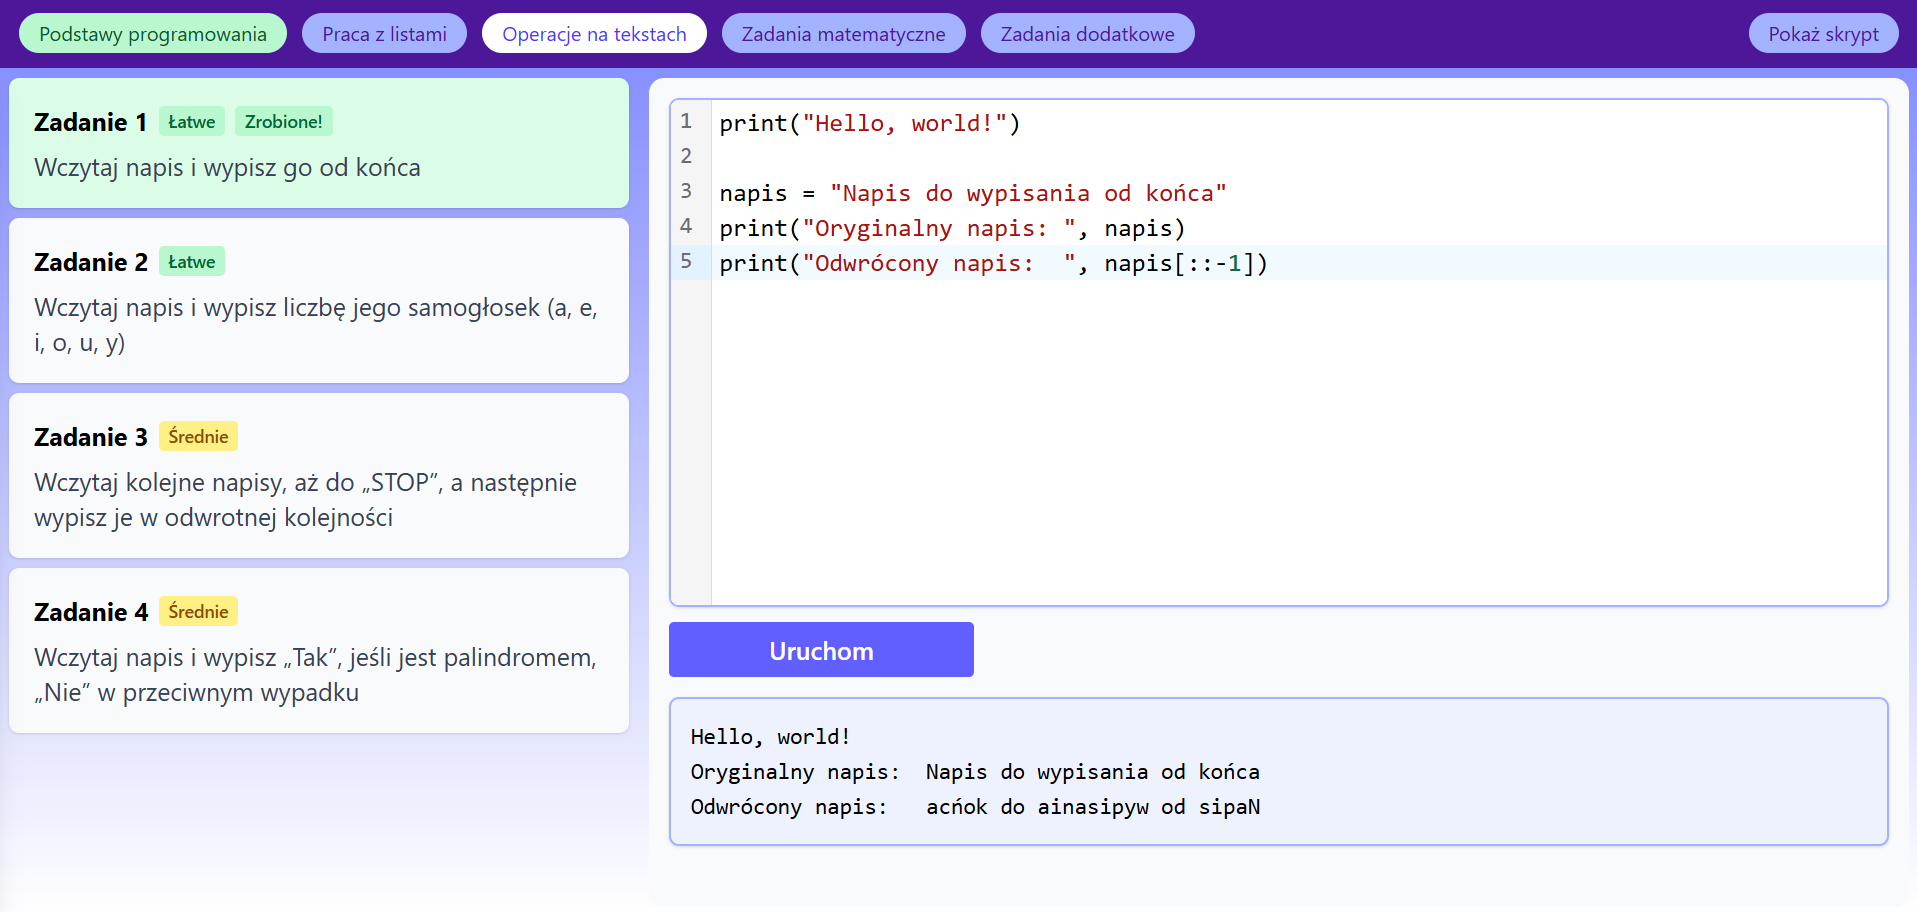 Podstawy programowania
Praca z listami
Operacje na tekstach
Zadania matematyczne
Zadania dodatkowe
Pokaż skrypt
Zadanie 1 Łatwe Zrobione!
Wczytaj napis i wypisz go od końca
Zadanie 2 Łatwe
Wczytaj napis i wypisz liczbę jego samogłosek (a, e,
i, o, u, y)
Zadanie 3 Średnie
Wczytaj kolejne napisy, aż do „STOP”, a następnie
wypisz je w odwrotnej kolejności
Zadanie 4 Średnie
Wczytaj napis i wypisz „Tak”, jeśli jest palindromem,
„Nie” w przeciwnym wypadku
1 print("Hello, world!")
2
3 napis = "Napis do wypisania od końca"
4 print("Oryginalny napis: ", napis)
5 print("Odwrócony napis:  ", napis[::-1])
Uruchom
Hello, world!
Oryginalny napis:  Napis do wypisania od końca
Odwrócony napis:   acńok do ainasipyw od sipaN